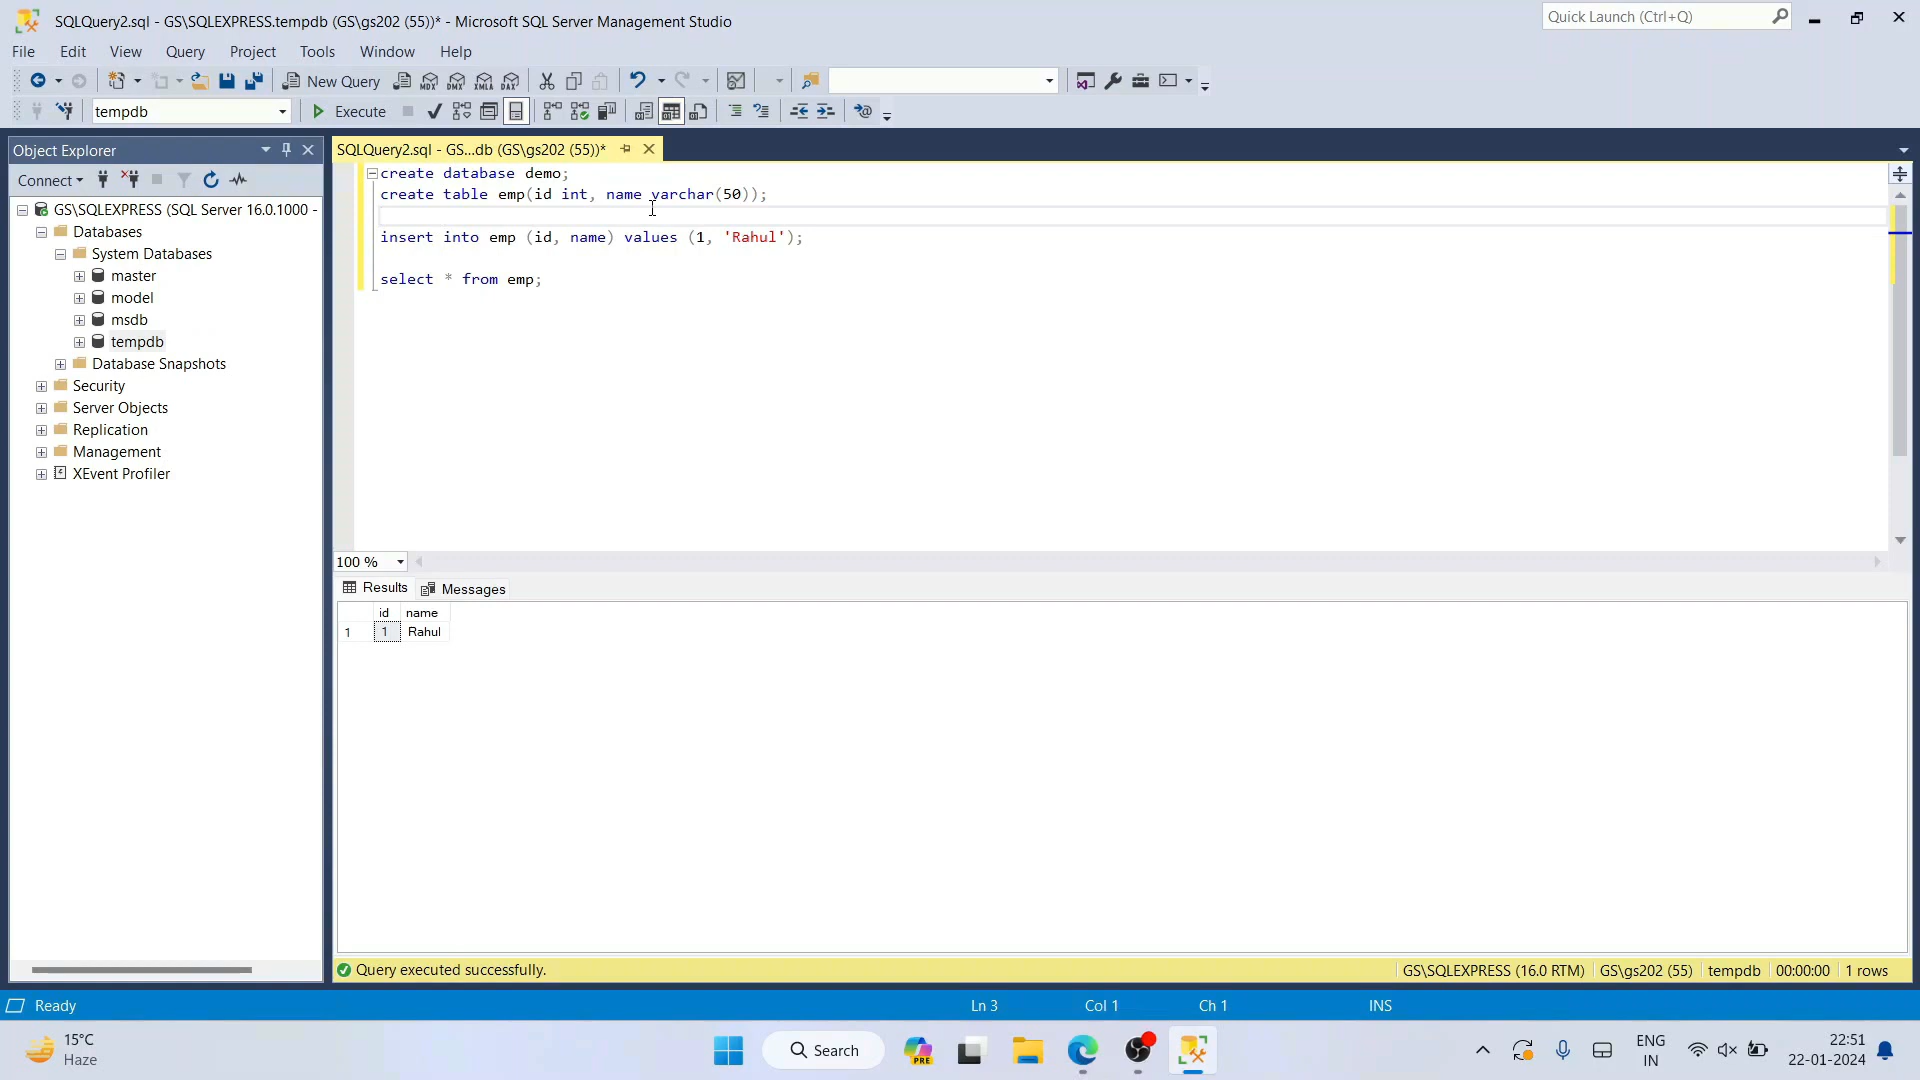 SQLQuery2.sql - GS\SQLEXPRESS.tempdb (GS\gs202 (55))* - Microsoft SQL Server Management Studio
Quick Launch (Ctrl+Q)
File Edit View Query Project Tools Window Help
New Query MDX DMX XMLA DAX
tempdb Execute
Object Explorer
SQLQuery2.sql - GS...db (GS\gs202 (55))*
Connect
GS\SQLEXPRESS (SQL Server 16.0.1000 -
Databases
System Databases
master
model
msdb
tempdb
Database Snapshots
Security
Server Objects
Replication
Management
XEvent Profiler
create database demo;
create table emp(id int, name varchar(50));
insert into emp (id, name) values (1, 'Rahul');
select * from emp;
100 %
Results Messages
id name
1 1 Rahul
Query executed successfully.
GS\SQLEXPRESS (16.0 RTM) GS\gs202 (55) tempdb 00:00:00 1 rows
Ready Ln 3 Col 1 Ch 1 INS
15°C
Haze
Search
PRE
ENG
IN
22:51
22-01-2024